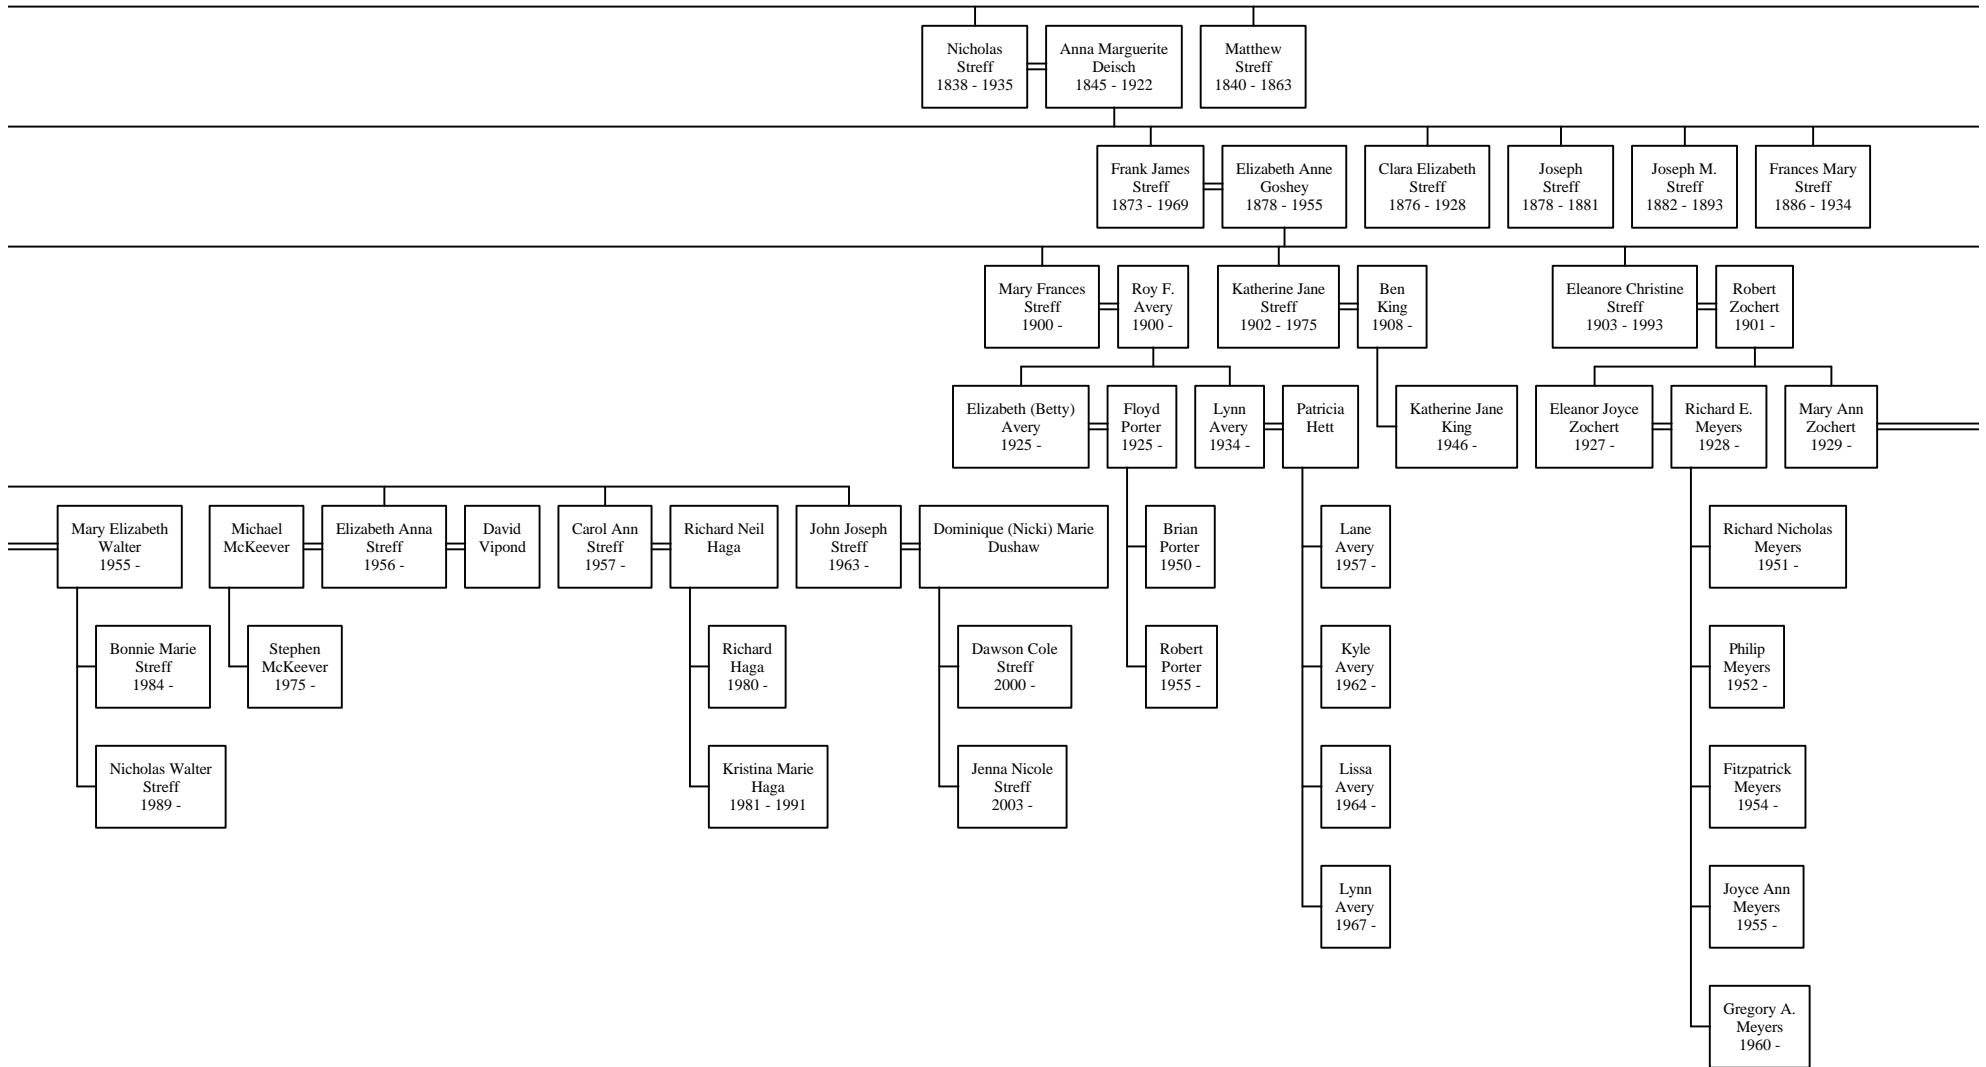 Nicholas
Streff
1838 - 1935
Anna Marguerite
Deisch
1845 - 1922
Matthew
Streff
1840 - 1863
Frank James
Streff
1873 - 1969
Elizabeth Anne
Goshey
1878 - 1955
Clara Elizabeth
Streff
1876 - 1928
Joseph
Streff
1878 - 1881
Joseph M.
Streff
1882 - 1893
Frances Mary
Streff
1886 - 1934
Mary Frances
Streff
1900 -
Roy F.
Avery
1900 -
Katherine Jane
Streff
1902 - 1975
Ben
King
1908 -
Eleanore Christine
Streff
1903 - 1993
Robert
Zochert
1901 -
Elizabeth (Betty)
Avery
1925 -
Floyd
Porter
1925 -
Lynn
Avery
1934 -
Patricia
Hett
Katherine Jane
King
1946 -
Eleanor Joyce
Zochert
1927 -
Richard E.
Meyers
1928 -
Mary Ann
Zochert
1929 -
Mary Elizabeth
Walter
1955 -
Michael
McKeever
Elizabeth Anna
Streff
1956 -
David
Vipond
Carol Ann
Streff
1957 -
Richard Neil
Haga
John Joseph
Streff
1963 -
Dominique (Nicki) Marie
Dushaw
Brian
Porter
1950 -
Lane
Avery
1957 -
Richard Nicholas
Meyers
1951 -
Bonnie Marie
Streff
1984 -
Stephen
McKeever
1975 -
Richard
Haga
1980 -
Dawson Cole
Streff
2000 -
Robert
Porter
1955 -
Kyle
Avery
1962 -
Philip
Meyers
1952 -
Nicholas Walter
Streff
1989 -
Kristina Marie
Haga
1981 - 1991
Jenna Nicole
Streff
2003 -
Lissa
Avery
1964 -
Fitzpatrick
Meyers
1954 -
Lynn
Avery
1967 -
Joyce Ann
Meyers
1955 -
Gregory A.
Meyers
1960 -